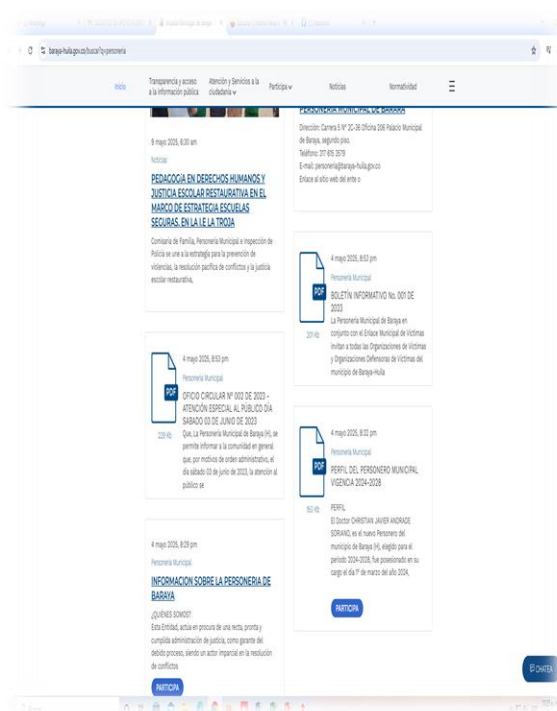 baraya-huila.gov.co/buscar?q=personeria
Inicio
Transparencia y acceso
a la información pública
Atención y Servicios a la
ciudadanía
Participa
Noticias
Normatividad
9 mayo 2025, 8:30 am
Noticias
PEDAGOGÍA EN DERECHOS HUMANOS Y
JUSTICIA ESCOLAR RESTAURATIVA EN EL
MARCO DE ESTRATEGIA ESCUELAS
SEGURAS, EN LA I.E LA TROJA
Comisaria de Familia, Personería Municipal e Inspección de
Policía se une a la estrategia para la prevención de
violencias, la resolución pacífica de conflictos y la justicia
escolar restaurativa,
PDF
229 Kb
4 mayo 2025, 8:53 pm
Personería Municipal
OFICIO CIRCULAR Nº 002 DE 2023 –
ATENCIÓN ESPECIAL AL PÚBLICO DÍA
SABADO 03 DE JUNIO DE 2023
Que, La Personería Municipal de Baraya (H), se
permite informar a la comunidad en general
que, por motivos de orden administrativo, el
día sábado 03 de junio de 2023, la atención al
público se
4 mayo 2025, 8:29 pm
Personería Municipal
INFORMACION SOBRE LA PERSONERIA DE
BARAYA
¿QUIENES SOMOS?
Esta Entidad, actúa en procura de una recta, pronta y
cumplida administración de justicia, como garante del
debido proceso, siendo un actor imparcial en la resolución
de conflictos
PARTICIPA
PERSONERIA MUNICIPAL DE BARAYA
Dirección: Carrera 5 Nº 2C-36 Oficina 206 Palacio Municipal
de Baraya, segundo piso.
Teléfono: 317 815 3579
E-mail: personeria@baraya-huila.gov.co
Enlace al sitio web del ente o
PDF
201 Kb
4 mayo 2025, 8:53 pm
Personería Municipal
BOLETÍN INFORMATIVO No. 001 DE
2023
La Personería Municipal de Baraya en
conjunto con el Enlace Municipal de Víctimas
invitan a todas las Organizaciones de Víctimas
y Organizaciones Defensoras de Víctimas del
municipio de Baraya-Huila
PDF
160 Kb
4 mayo 2025, 8:32 pm
Personería Municipal
PERFIL DEL PERSONERO MUNICIPAL
VIGENCIA 2024-2028
PERFIL
El Doctor CHRISTIAN JAVIER ANDRADE
SORIANO, es el nuevo Personero del
municipio de Baraya (H), elegido para el
periodo 2024-2028, fue posesionado en su
cargo el día 1º de marzo del año 2024,
PARTICIPA
CHATEA